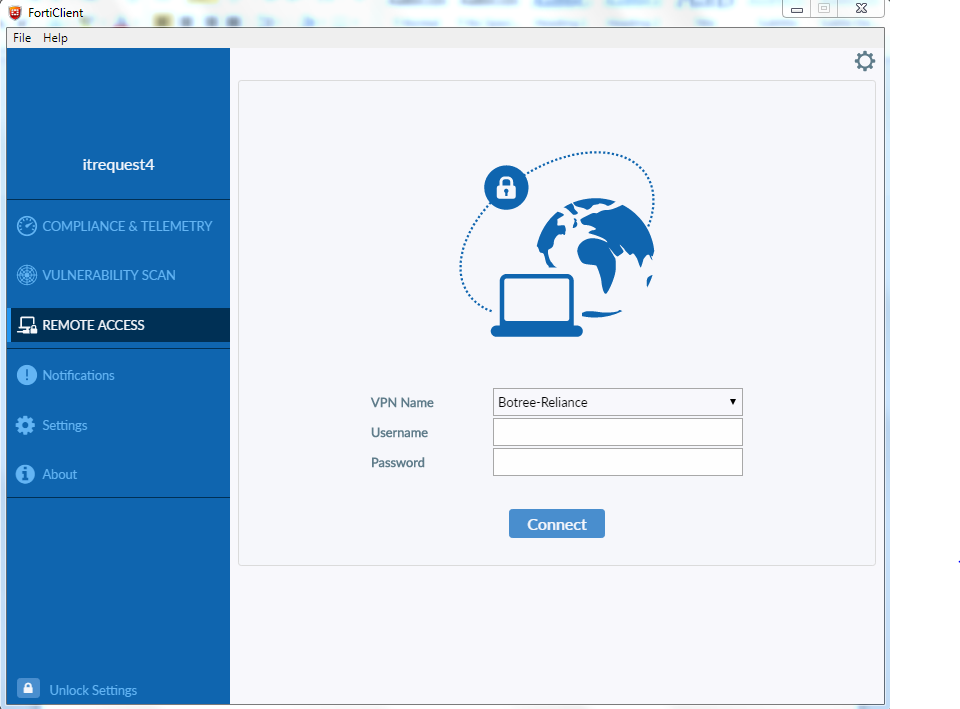 FortiClient
File Help
itrequest4
COMPLIANCE & TELEMETRY
VULNERABILITY SCAN
REMOTE ACCESS
Notifications
Settings
About
Unlock Settings
VPN Name Botree-Reliance
Username
Password
Connect